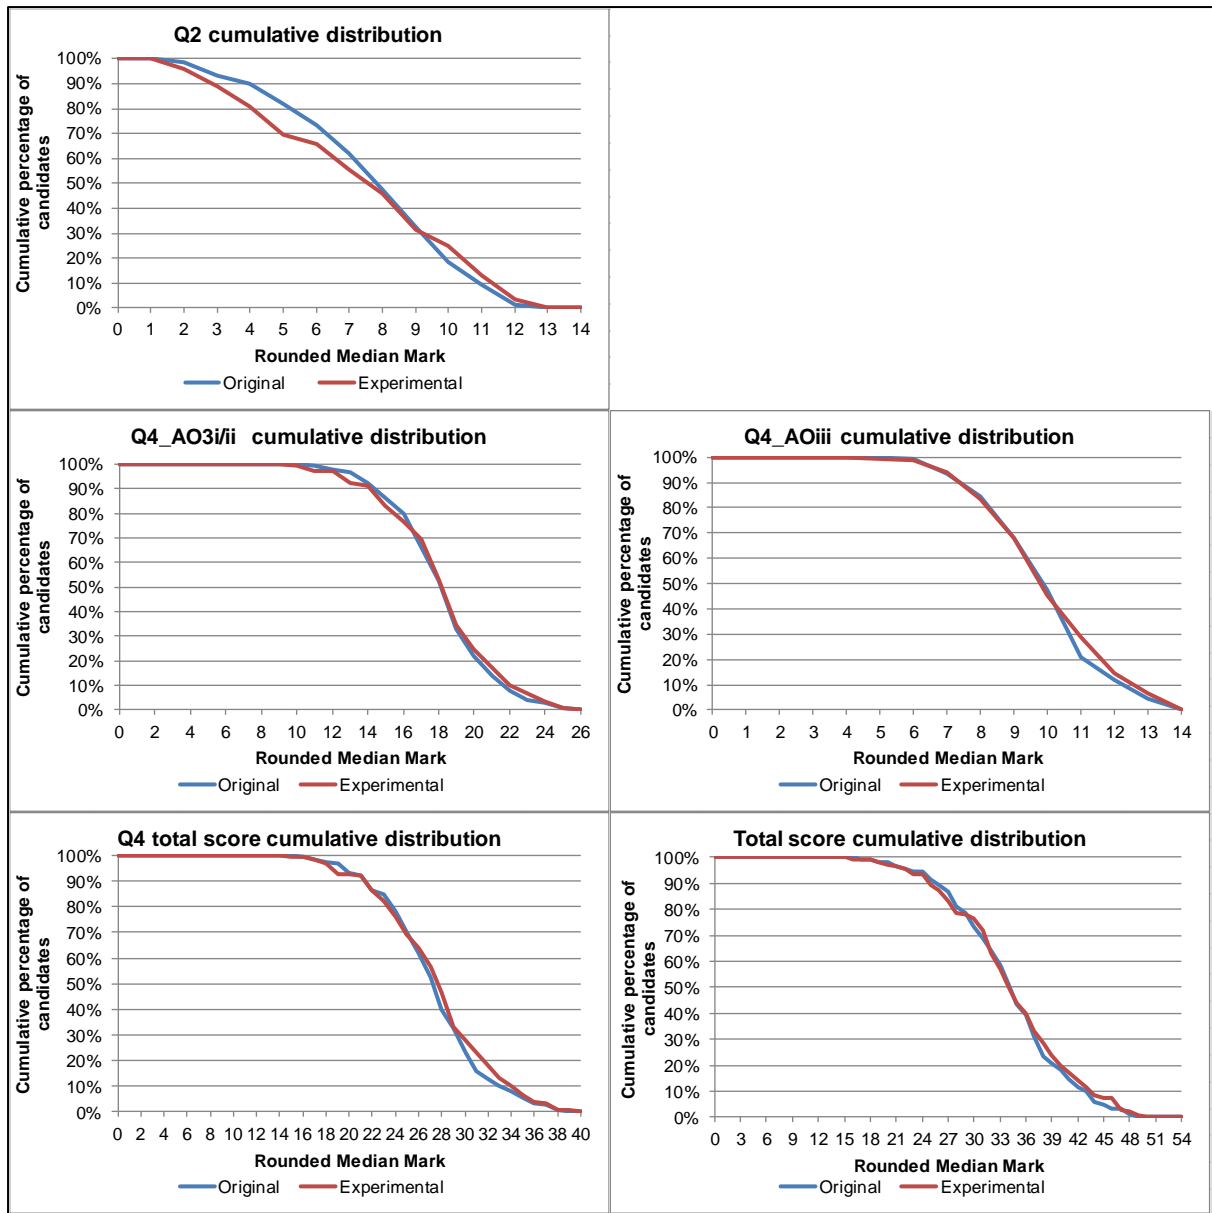 Q2 cumulative distribution
Cumulative percentage of
candidates
100%
90%
80%
70%
60%
50%
40%
30%
20%
10%
0%
0 1 2 3 4 5 6 7 8 9 10 11 12 13 14
Rounded Median Mark
Original Experimental
Q4_AO3i/ii cumulative distribution
Cumulative percentage of
candidates
100%
90%
80%
70%
60%
50%
40%
30%
20%
10%
0%
0 2 4 6 8 10 12 14 16 18 20 22 24 26
Rounded Median Mark
Original Experimental
Q4_AOiii cumulative distribution
Cumulative percentage of
candidates
100%
90%
80%
70%
60%
50%
40%
30%
20%
10%
0%
0 1 2 3 4 5 6 7 8 9 10 11 12 13 14
Rounded Median Mark
Original Experimental
Q4 total score cumulative distribution
Cumulative percentage of
candidates
100%
90%
80%
70%
60%
50%
40%
30%
20%
10%
0%
0 2 4 6 8 10 12 14 16 18 20 22 24 26 28 30 32 34 36 38 40
Rounded Median Mark
Original Experimental
Total score cumulative distribution
Cumulative percentage of
candidates
100%
90%
80%
70%
60%
50%
40%
30%
20%
10%
0%
0 3 6 9 12 15 18 21 24 27 30 33 36 39 42 45 48 51 54
Rounded Median Mark
Original Experimental